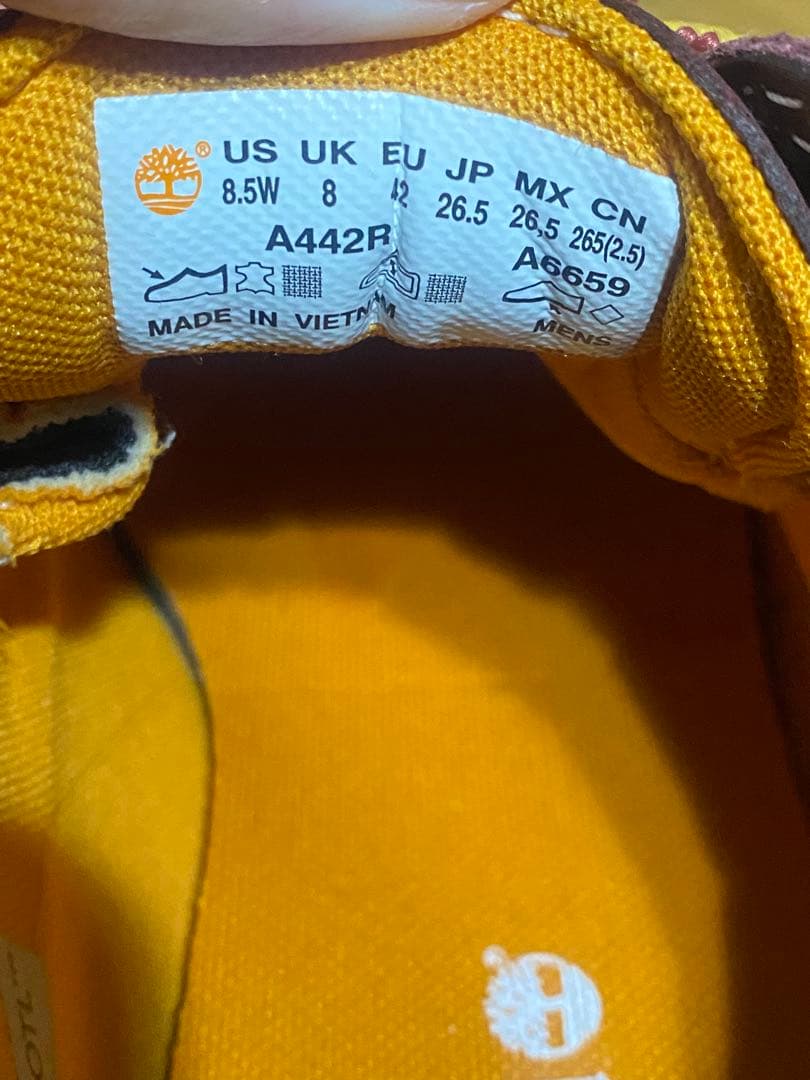 ® US UK EU JP MX CN
8.5W 8 42 26.5 26,5 265(2.5)
A442R A6659
MADE IN VIETNAM MENS
OTL™